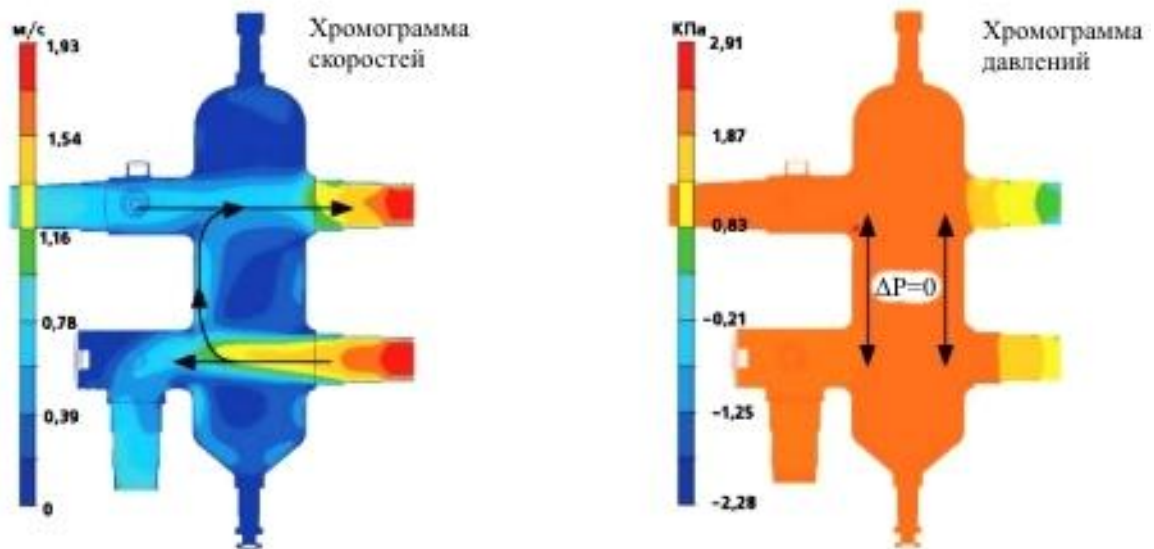 м/с
1,93
1,54
1,16
0,78
0,39
0
Хромограмма
скоростей
КПа
2,91
1,87
0,83
−0,21
−1,25
−2,28
Хромограмма
давлений
ΔP=0